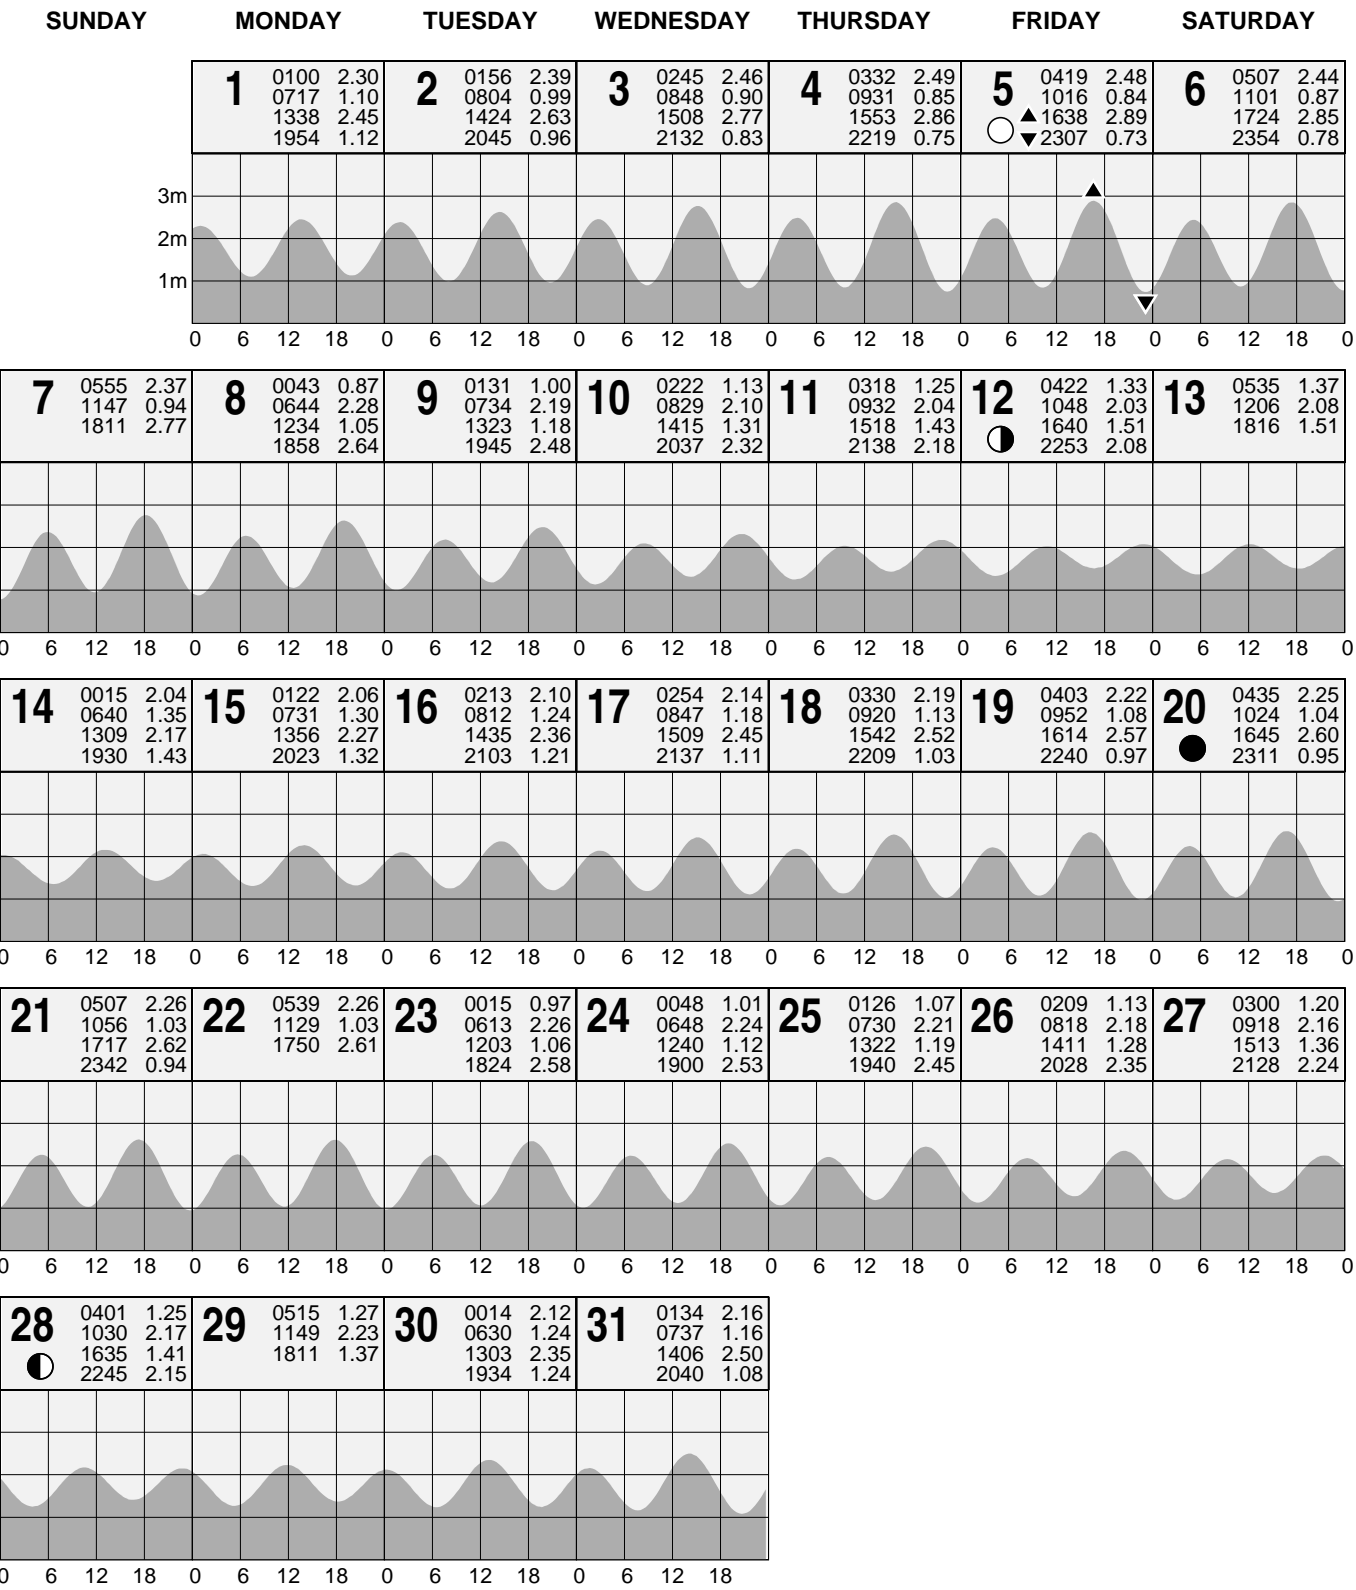 SUNDAY MONDAY TUESDAY WEDNESDAY THURSDAY FRIDAY SATURDAY
1 0100 2.30
0717 1.10
1338 2.45
1954 1.12
2 0156 2.39
0804 0.99
1424 2.63
2045 0.96
3 0245 2.46
0848 0.90
1508 2.77
2132 0.83
4 0332 2.49
0931 0.85
1553 2.86
2219 0.75
5 0419 2.48
1016 0.84
▲ 1638 2.89
▼ 2307 0.73
6 0507 2.44
1101 0.87
1724 2.85
2354 0.78
3m
2m
1m
0 6 12 18 0 6 12 18 0 6 12 18 0 6 12 18 0 6 12 18 0 6 12 18 0
7 0555 2.37
1147 0.94
1811 2.77
8 0043 0.87
0644 2.28
1234 1.05
1858 2.64
9 0131 1.00
0734 2.19
1323 1.18
1945 2.48
10 0222 1.13
0829 2.10
1415 1.31
2037 2.32
11 0318 1.25
0932 2.04
1518 1.43
2138 2.18
12 0422 1.33
1048 2.03
1640 1.51
2253 2.08
13 0535 1.37
1206 2.08
1816 1.51
0 6 12 18 0 6 12 18 0 6 12 18 0 6 12 18 0 6 12 18 0 6 12 18 0 6 12 18 0
14 0015 2.04
0640 1.35
1309 2.17
1930 1.43
15 0122 2.06
0731 1.30
1356 2.27
2023 1.32
16 0213 2.10
0812 1.24
1435 2.36
2103 1.21
17 0254 2.14
0847 1.18
1509 2.45
2137 1.11
18 0330 2.19
0920 1.13
1542 2.52
2209 1.03
19 0403 2.22
0952 1.08
1614 2.57
2240 0.97
20 0435 2.25
1024 1.04
1645 2.60
2311 0.95
0 6 12 18 0 6 12 18 0 6 12 18 0 6 12 18 0 6 12 18 0 6 12 18 0 6 12 18 0
21 0507 2.26
1056 1.03
1717 2.62
2342 0.94
22 0539 2.26
1129 1.03
1750 2.61
23 0015 0.97
0613 2.26
1203 1.06
1824 2.58
24 0048 1.01
0648 2.24
1240 1.12
1900 2.53
25 0126 1.07
0730 2.21
1322 1.19
1940 2.45
26 0209 1.13
0818 2.18
1411 1.28
2028 2.35
27 0300 1.20
0918 2.16
1513 1.36
2128 2.24
0 6 12 18 0 6 12 18 0 6 12 18 0 6 12 18 0 6 12 18 0 6 12 18 0 6 12 18 0
28 0401 1.25
1030 2.17
1635 1.41
2245 2.15
29 0515 1.27
1149 2.23
1811 1.37
30 0014 2.12
0630 1.24
1303 2.35
1934 1.24
31 0134 2.16
0737 1.16
1406 2.50
2040 1.08
0 6 12 18 0 6 12 18 0 6 12 18 0 6 12 18